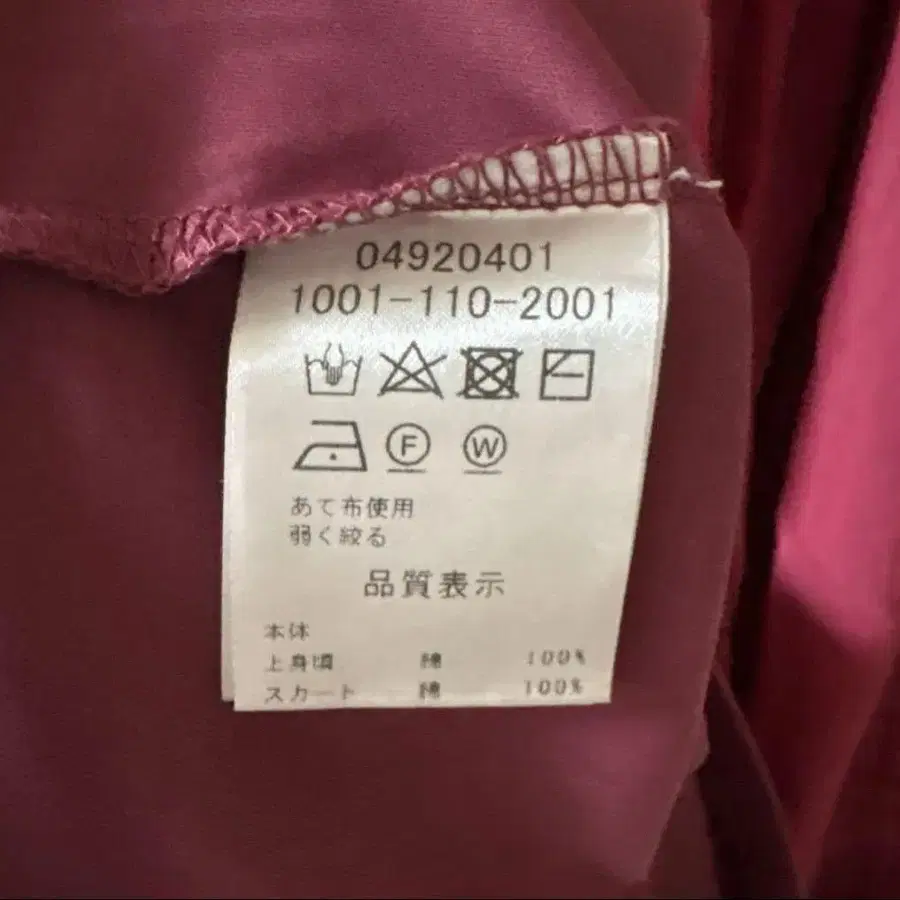 04920401
1001-110-2001
F W
あて布使用
弱く絞る
品質表示
本体
上身頃 綿 100%
スカート 綿 100%